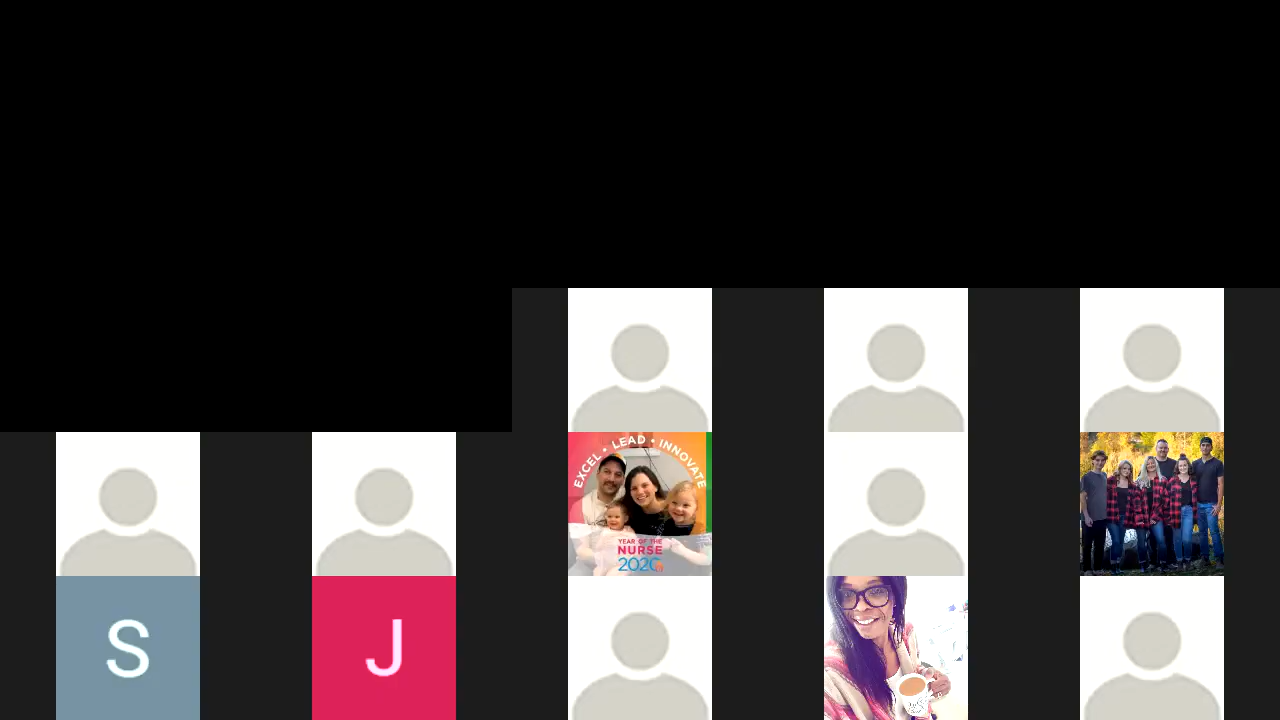 EXCEL • LEAD • INNOVATE
YEAR OF THE
NURSE
2020
S
J